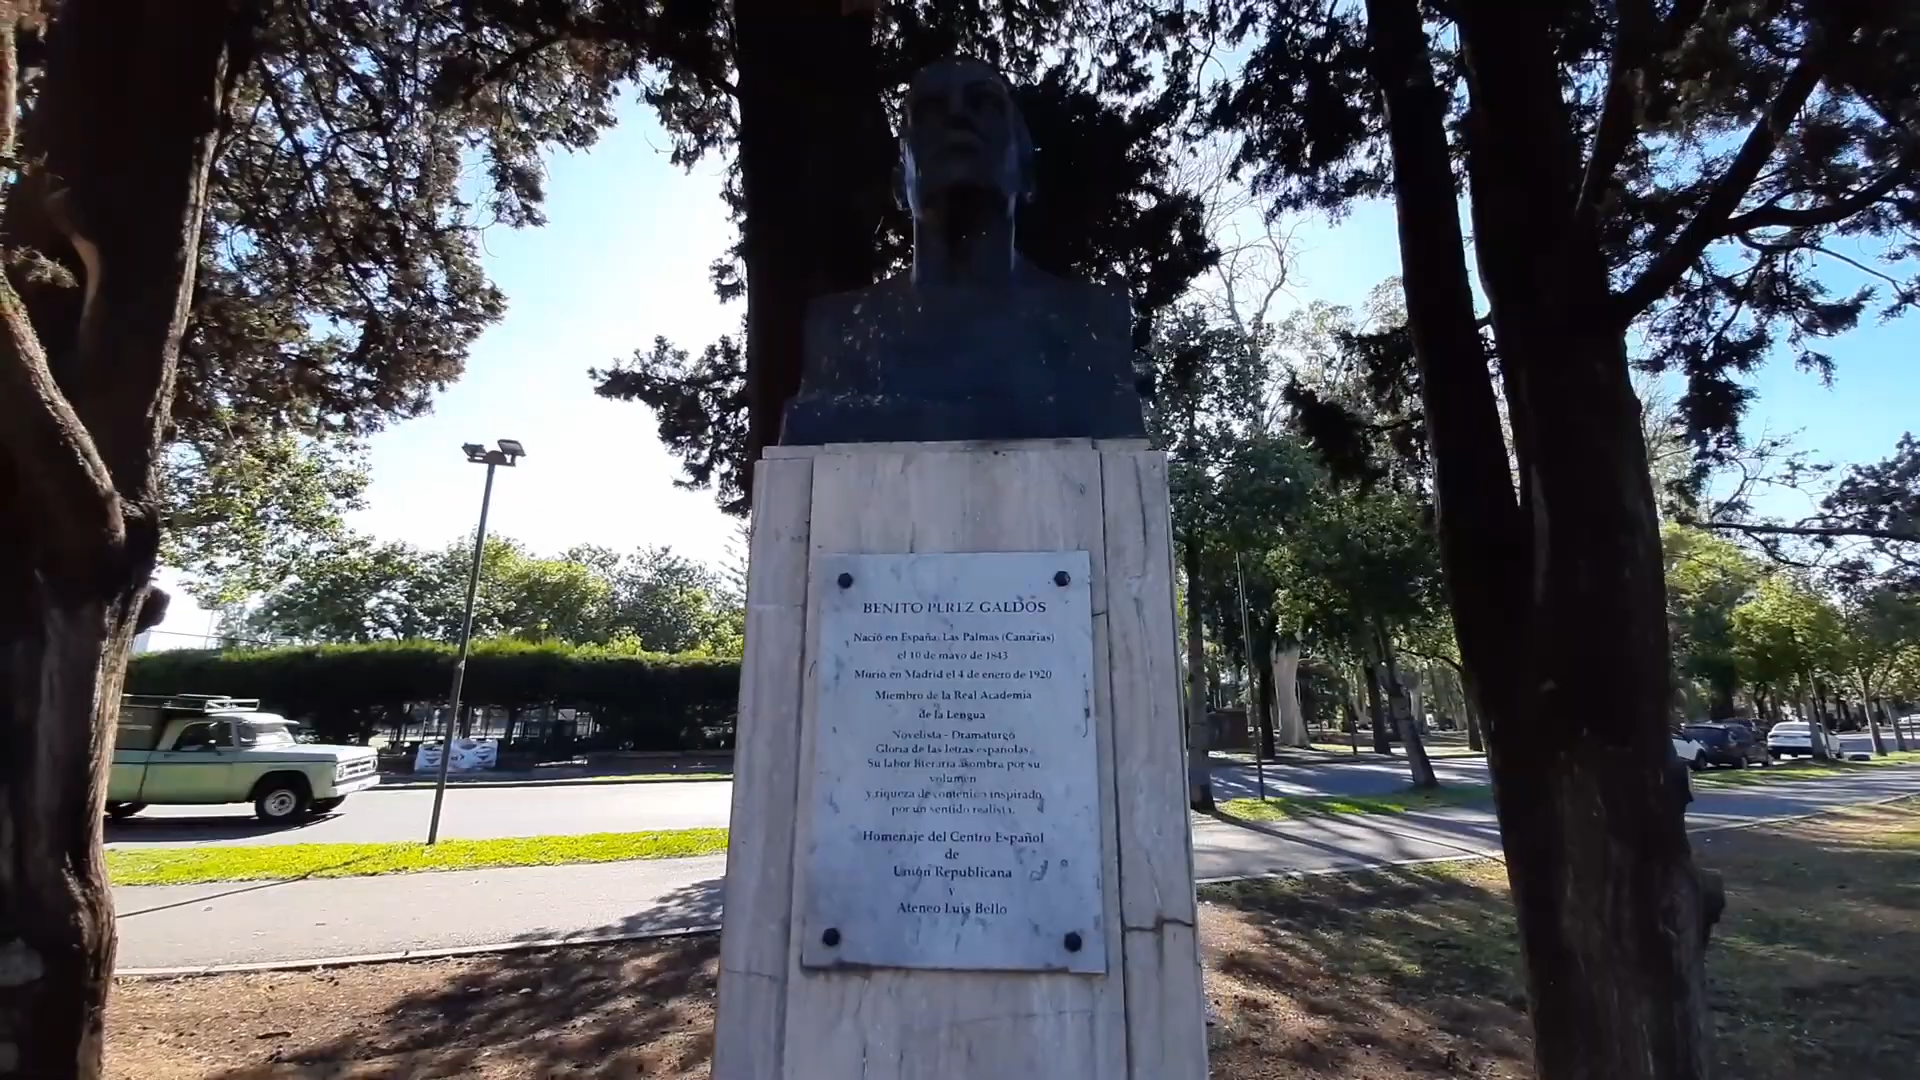 BENITO PEREZ GALDOS
Nació en España, Las Palmas (Canarias)
el 10 de mayo de 1843
Murió en Madrid el 4 de enero de 1920
Miembro de la Real Academia
de la Lengua
Novelista - Dramaturgo
Gloria de las letras españolas.
Su labor literaria asombra por su
volumen
y riqueza de contenido inspirado
por un sentido realista.
Homenaje del Centro Español
de
Unión Republicana
y
Ateneo Luis Bello